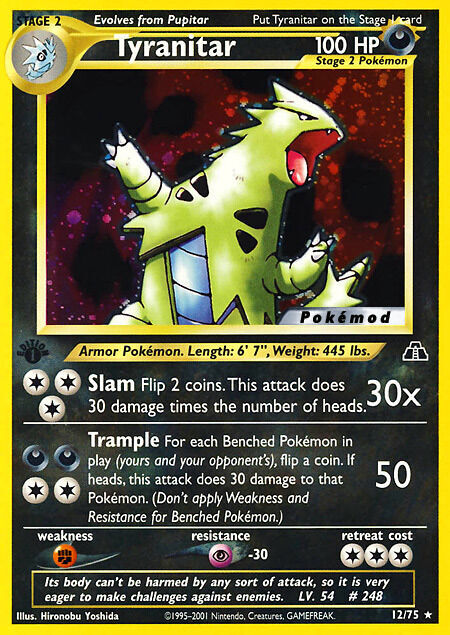 STAGE 2 Evolves from Pupitar Put Tyranitar on the Stage 1 card
Tyranitar 100 HP
Stage 2 Pokémon
Pokémod
EDITION
1
Armor Pokémon. Length: 6' 7", Weight: 445 lbs.
Slam Flip 2 coins. This attack does
30 damage times the number of heads. 30x
Trample For each Benched Pokémon in
play (yours and your opponent's), flip a coin. If
heads, this attack does 30 damage to that
Pokémon. (Don't apply Weakness and
Resistance for Benched Pokémon.)
50
weakness resistance retreat cost
-30
Its body can't be harmed by any sort of attack, so it is very
eager to make challenges against enemies. LV. 54 # 248
Illus. Hironobu Yoshida ©1995-2001 Nintendo, Creatures, GAMEFREAK. 12/75 ★